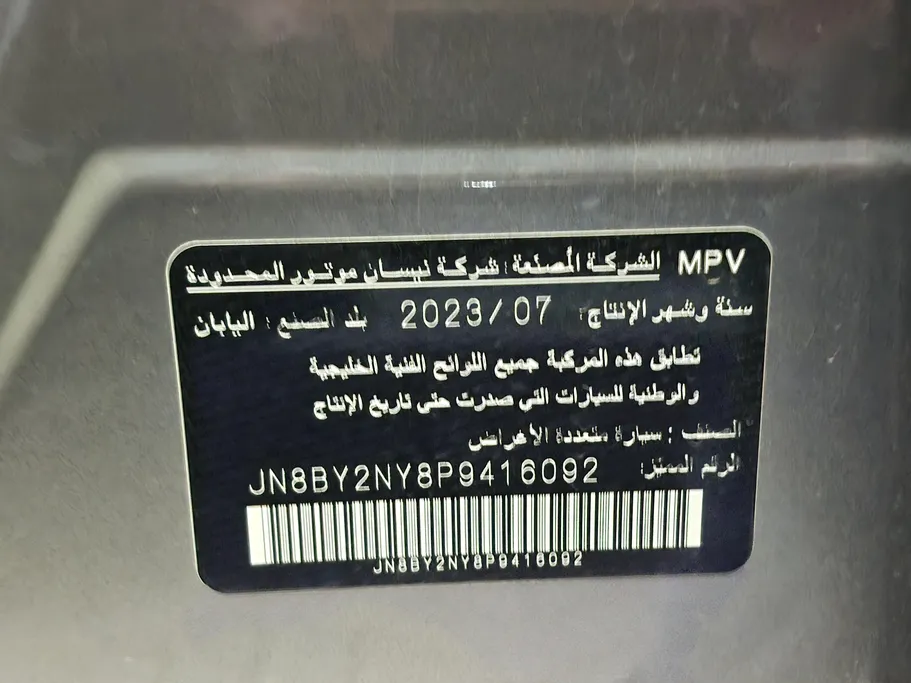 MPV الشركة المصنعة : شركة نيسان موتور المحدودة
سنة وشهر الإنتاج: 2023/07 بلد الصنع : اليابان
تطابق هذه المركبة جميع اللوائح الفنية الخليجية
والوطنية للسيارات التي صدرت حتى تاريخ الإنتاج
الصنف : سيارة متعددة الأغراض
الرقم المميز: JN8BY2NY8P9416092
JN8BY2NY8P9416092